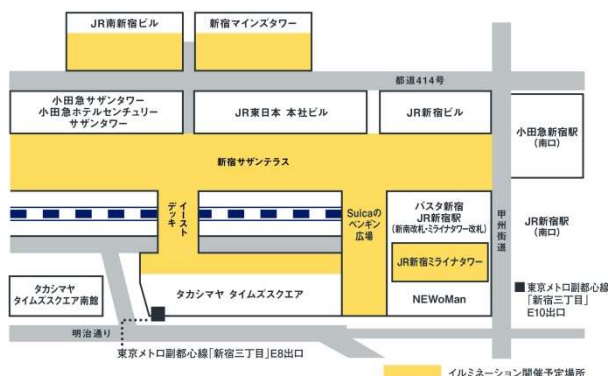 JR南新宿ビル
新宿マインズタワー
都道414号
小田急サザンタワー
小田急ホテルセンチュリー
サザンタワー
JR東日本 本社ビル
JR新宿ビル
小田急新宿駅
(南口)
新宿サザンテラス
イースト
デッキ
Suicaの
ペンギン
広場
バスタ新宿
JR新宿駅
(新南改札・ミライナタワー改札)
甲州街道
JR新宿駅
(南口)
JR新宿ミライナタワー
タカシマヤ
タイムズスクエア南館
タカシマヤ タイムズスクエア
NEWoMan
東京メトロ副都心線
「新宿三丁目」
E10出口
明治通り
東京メトロ副都心線「新宿三丁目」E8出口
イルミネーション開催予定場所